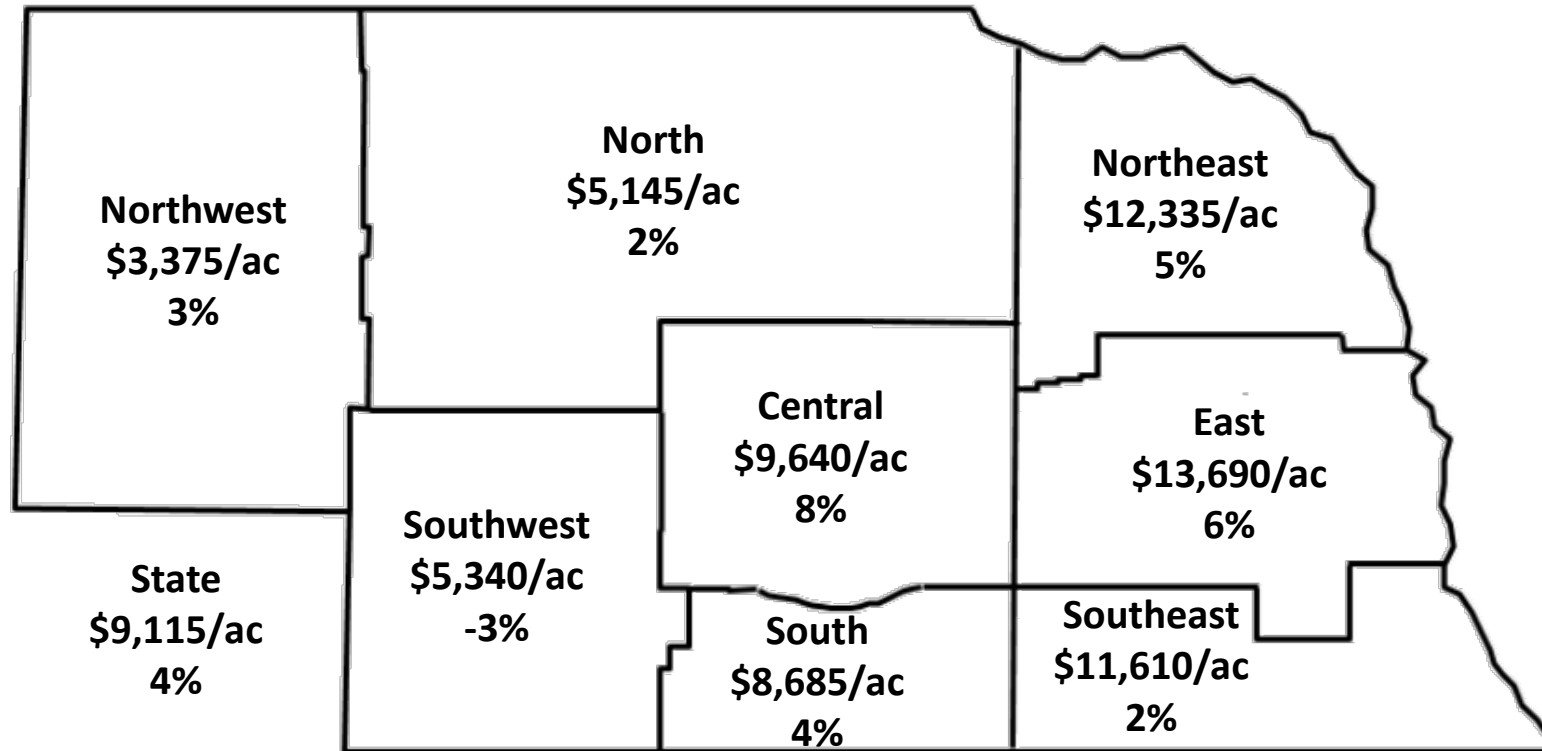 North
$5,145/ac
2%
Northeast
$12,335/ac
5%
Northwest
$3,375/ac
3%
Central
$9,640/ac
8%
East
$13,690/ac
6%
Southwest
$5,340/ac
-3%
State
$9,115/ac
4%
South
$8,685/ac
4%
Southeast
$11,610/ac
2%